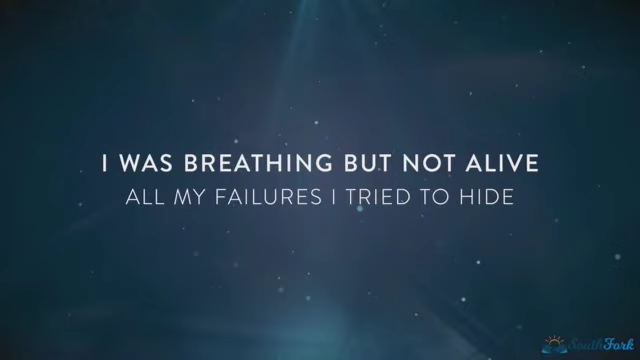 I WAS BREATHING BUT NOT ALIVE
ALL MY FAILURES I TRIED TO HIDE
SouthFork